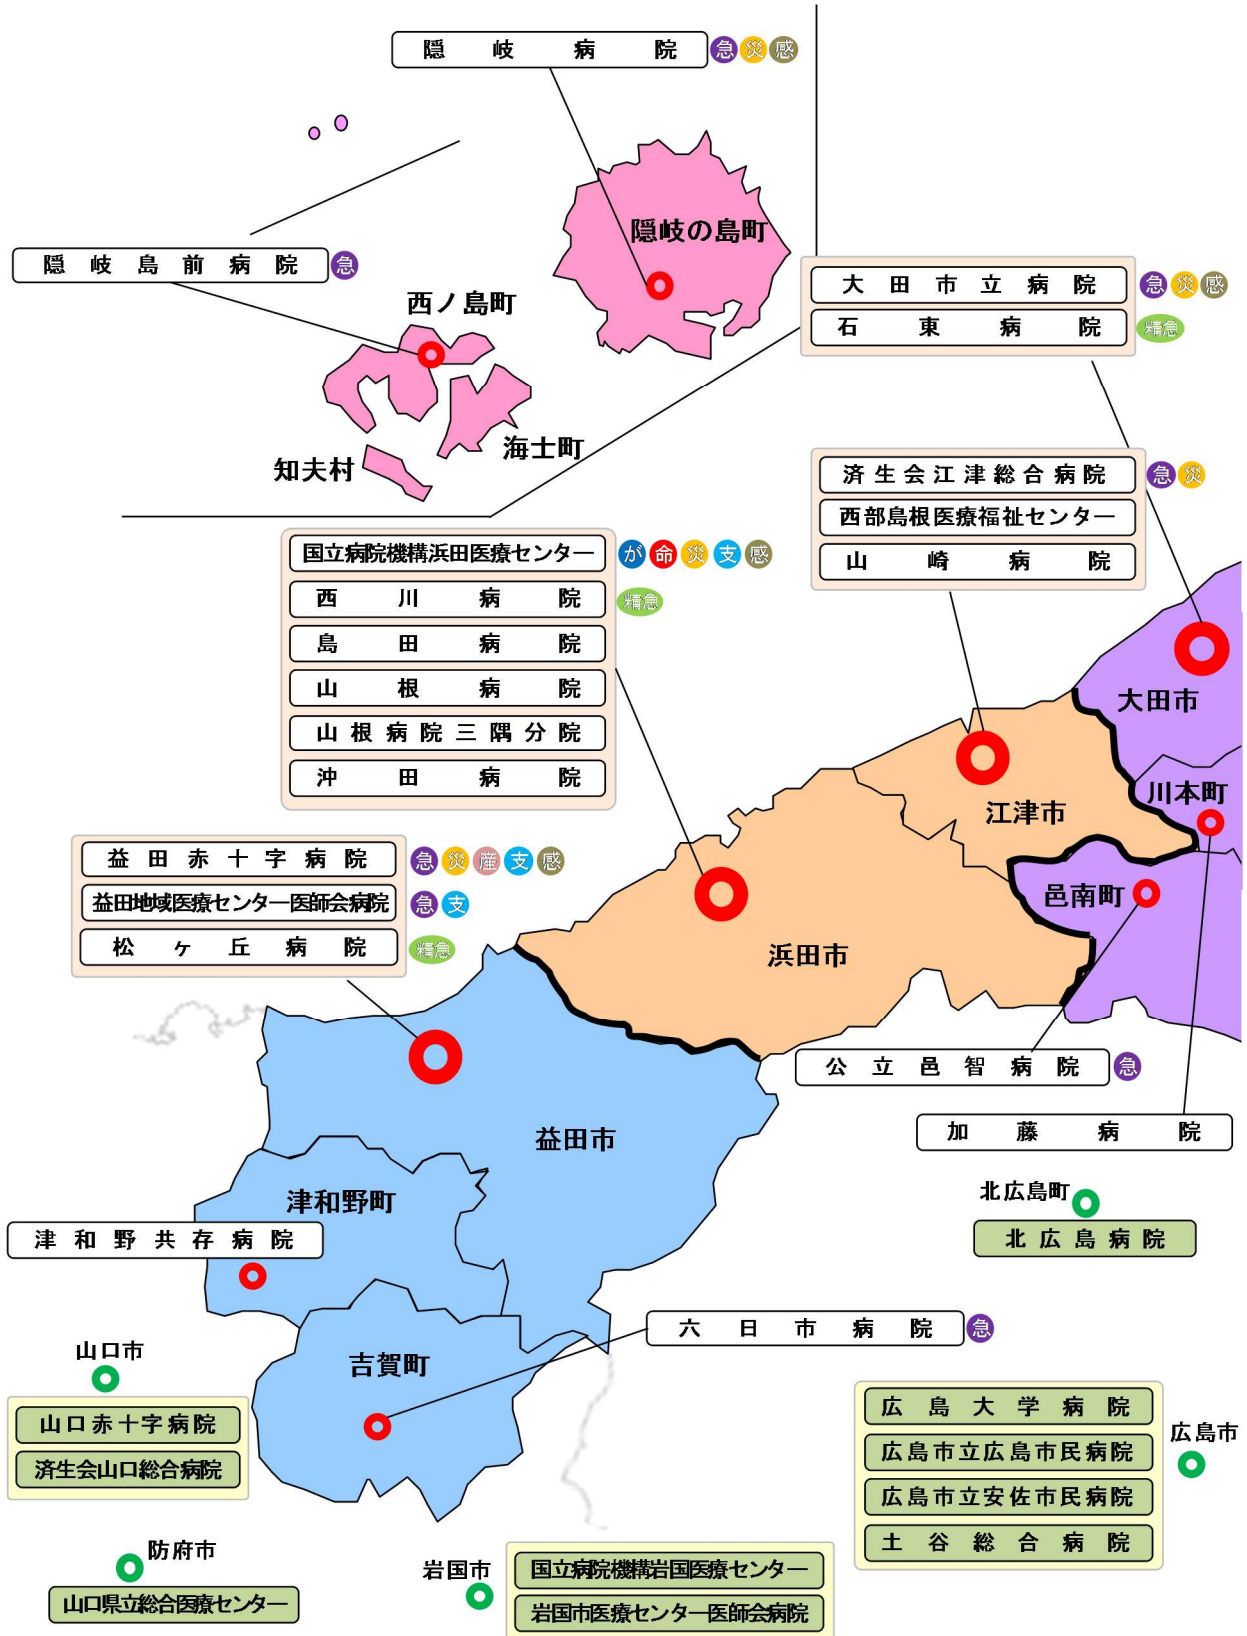 隠岐病院 急 災 感
隠岐の島町
隠岐島前病院 急
西ノ島町
海士町
知夫村
大田市立病院 急 災 感
石東病院 精急
済生会江津総合病院 急 災
西部島根医療福祉センター
山崎病院
国立病院機構浜田医療センター が 命 災 支 感
西川病院 精急
島田病院
山根病院
山根病院三隅分院
沖田病院
大田市
川本町
江津市
邑南町
浜田市
益田赤十字病院 急 災 産 支 感
益田地域医療センター医師会病院 急 支
松ヶ丘病院 精急
公立邑智病院 急
加藤病院
益田市
津和野町
津和野共存病院
北広島町
北広島病院
六日市病院 急
吉賀町
山口市
山口赤十字病院
済生会山口総合病院
広島大学病院
広島市立広島市民病院
広島市立安佐市民病院
土谷総合病院
広島市
防府市
山口県立総合医療センター
岩国市
国立病院機構岩国医療センター
岩国市医療センター医師会病院